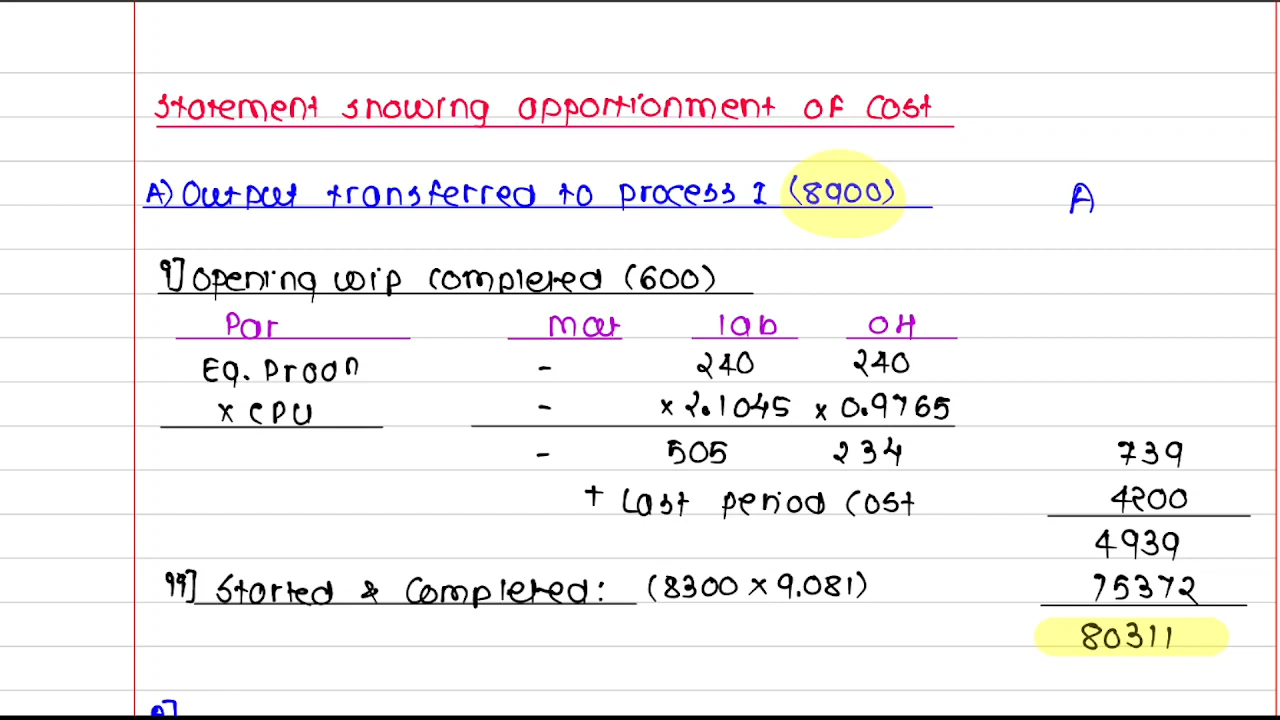 Statement showing apportionment of cost
A) Output transferred to process I (8900) A
i] Opening wip completed (600)
Par Mat lab OH
Eq. Prodn - 240 240
x CPU - x 2.1045 x 0.9765
- 505 234 739
+ Last period cost 4200
4939
ii] Started & Completed: (8300 x 9.081) 75372
80311